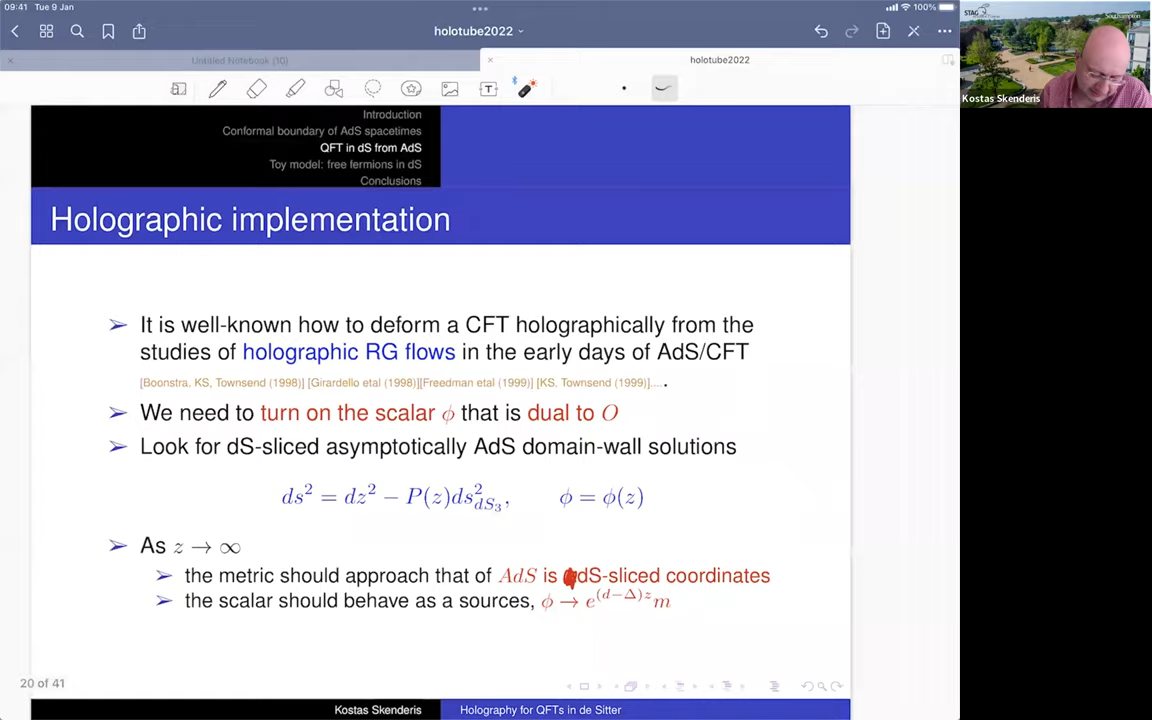 09:41 Tue 9 Jan
100%
holotube2022
Untitled Notebook (10)
holotube2022
STAG
Southampton
Kostas Skenderis
Introduction
Conformal boundary of AdS spacetimes
QFT in dS from AdS
Toy model: free fermions in dS
Conclusions
Holographic implementation
It is well-known how to deform a CFT holographically from the
studies of holographic RG flows in the early days of AdS/CFT
[Boonstra, KS, Townsend (1998)] [Girardello etal (1998)][Freedman etal (1999)] [KS, Townsend (1999)]....
We need to turn on the scalar ϕ that is dual to O
Look for dS-sliced asymptotically AdS domain-wall solutions
ds² = dz² − P(z)ds²_{dS₃}, ϕ = ϕ(z)
As z → ∞
the metric should approach that of AdS is dS-sliced coordinates
the scalar should behave as a sources, ϕ → e^{(d−Δ)z}m
20 of 41
Kostas Skenderis Holography for QFTs in de Sitter